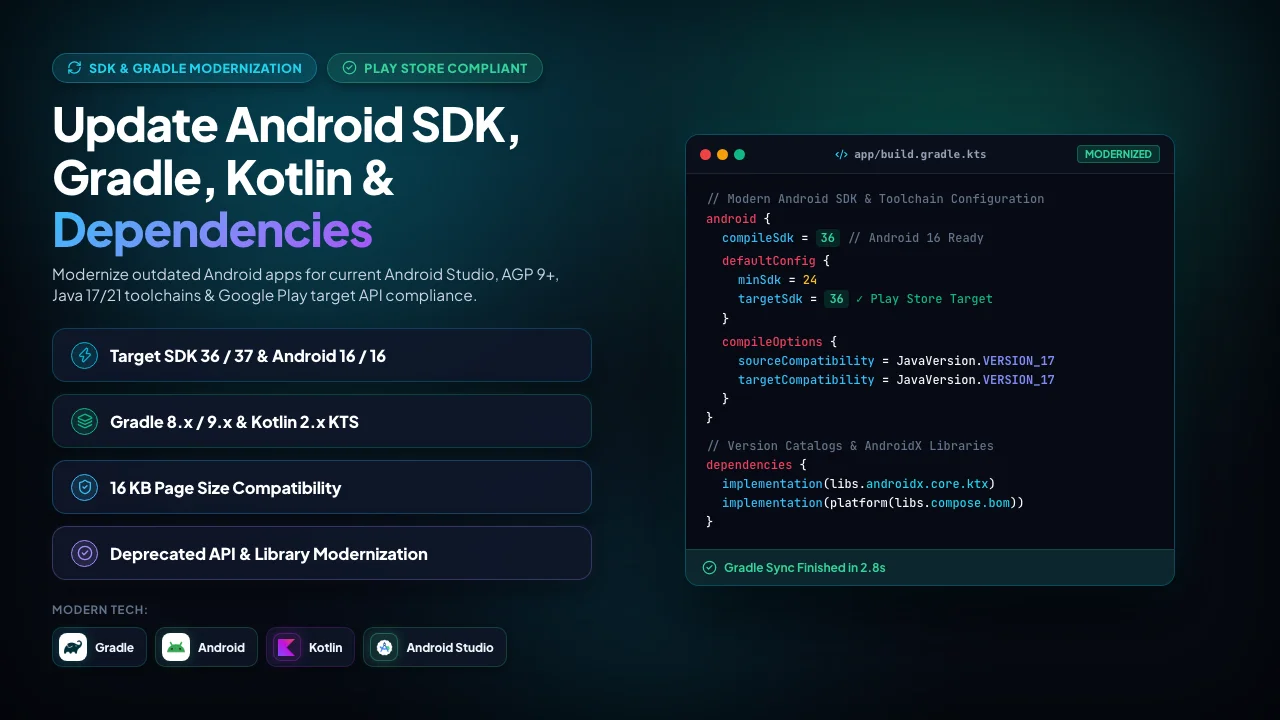 SDK & GRADLE MODERNIZATION
PLAY STORE COMPLIANT
Update Android SDK,
Gradle, Kotlin &
Dependencies
Modernize outdated Android apps for current Android Studio, AGP 9+,
Java 17/21 toolchains & Google Play target API compliance.
Target SDK 36 / 37 & Android 16 / 16
Gradle 8.x / 9.x & Kotlin 2.x KTS
16 KB Page Size Compatibility
Deprecated API & Library Modernization
MODERN TECH:
Gradle
Android
Kotlin
Android Studio
</> app/build.gradle.kts
MODERNIZED
// Modern Android SDK & Toolchain Configuration
android {
compileSdk = 36 // Android 16 Ready
defaultConfig {
minSdk = 24
targetSdk = 36 ✓ Play Store Target
}
compileOptions {
sourceCompatibility = JavaVersion.VERSION_17
targetCompatibility = JavaVersion.VERSION_17
}
}
// Version Catalogs & AndroidX Libraries
dependencies {
implementation(libs.androidx.core.ktx)
implementation(platform(libs.compose.bom))
}
Gradle Sync Finished in 2.8s